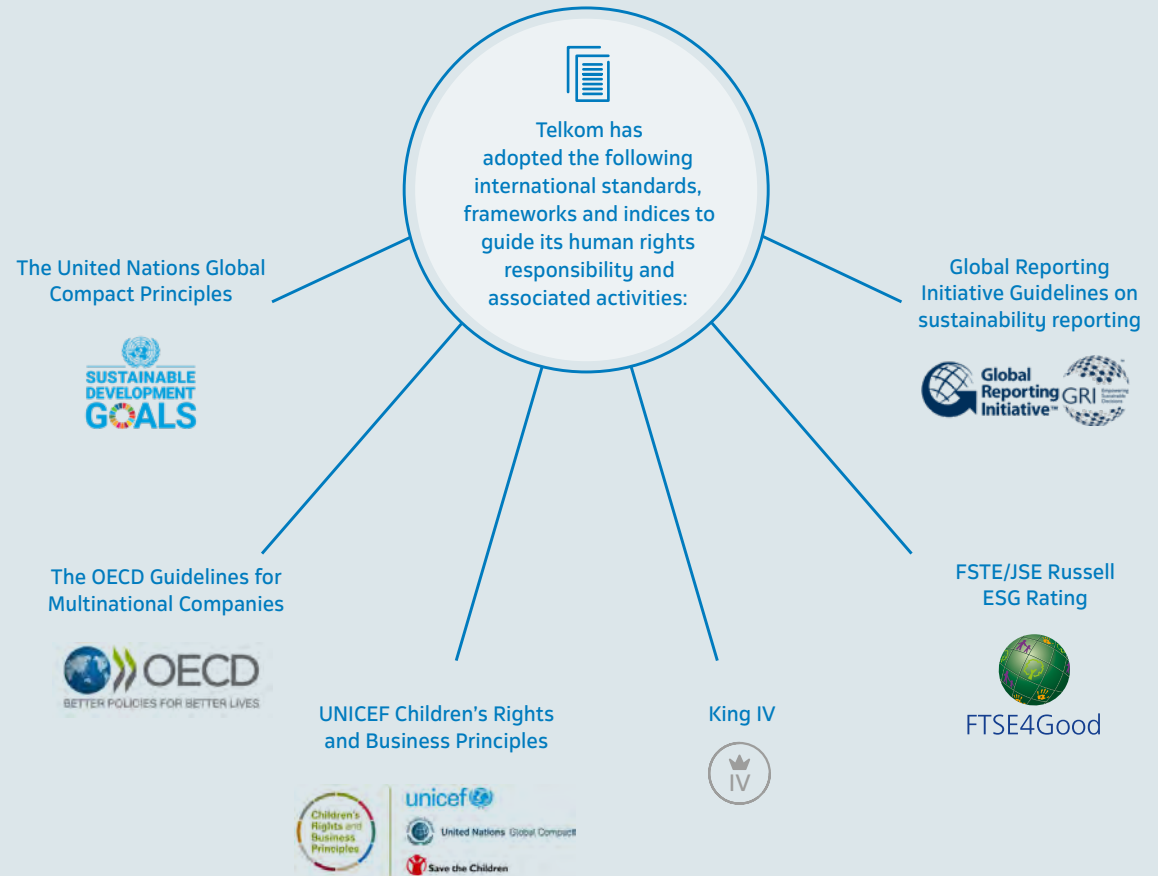 Telkom has
adopted the following
international standards,
frameworks and indices to
guide its human rights
responsibility and
associated activities:
The United Nations Global
Compact Principles
SUSTAINABLE
DEVELOPMENT
GOALS
The OECD Guidelines for
Multinational Companies
OECD
BETTER POLICIES FOR BETTER LIVES
UNICEF Children's Rights
and Business Principles
Children's
Rights and
Business
Principles
unicef
United Nations Global Compact
Save the Children
King IV
IV
FSTE/JSE Russell
ESG Rating
FTSE4Good
Global Reporting
Initiative Guidelines on
sustainability reporting
Global
Reporting
Initiative™
GRI
Empowering
Sustainable
Decisions